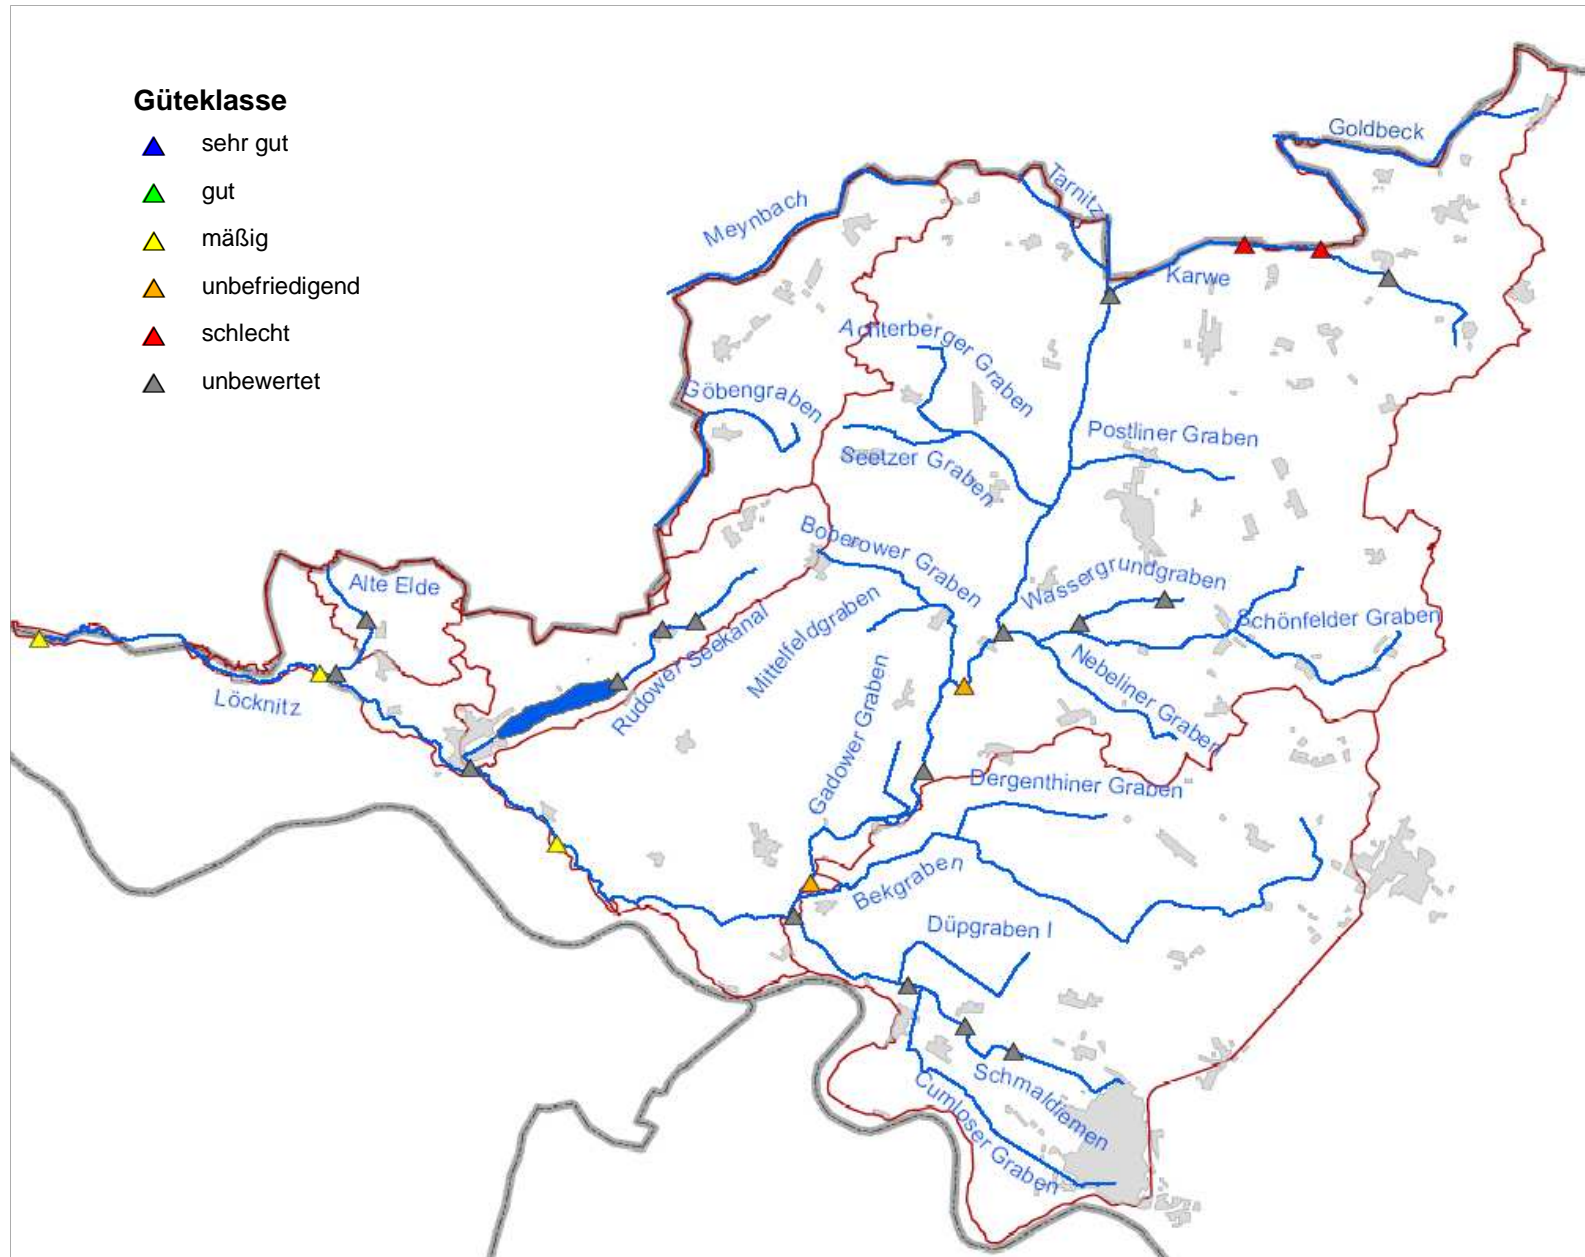 Güteklasse
sehr gut
gut
mäßig
unbefriedigend
schlecht
unbewertet
Goldbeck
Tarnitz
Meynbach
Karwe
Achterberger Graben
Göbengraben
Postliner Graben
Seetzer Graben
Boberower Graben
Wassergrundgraben
Alte Elde
Mittelfeldgraben
Schönfelder Graben
Rudower Seekanal
Nebeliner Graben
Löcknitz
Gadower Graben
Dergenthiner Graben
Bekgraben
Düpgraben I
Schmaldiemen
Cumloser Graben